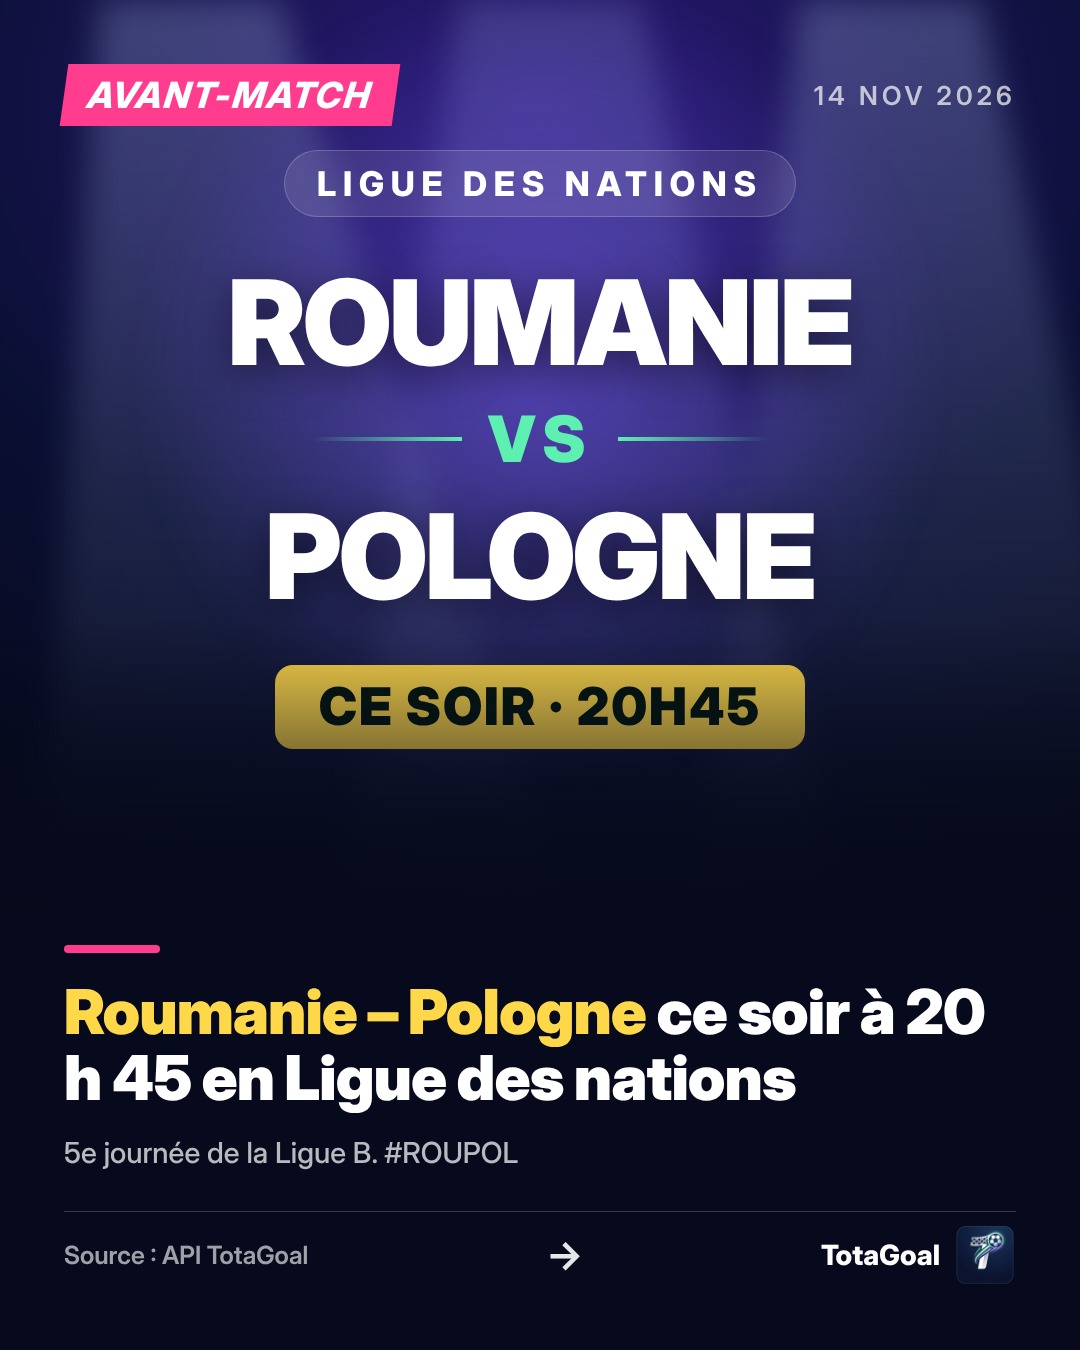 AVANT-MATCH
14 NOV 2026
LIGUE DES NATIONS
ROUMANIE
VS
POLOGNE
CE SOIR · 20H45
Roumanie – Pologne ce soir à 20
h 45 en Ligue des nations
5e journée de la Ligue B. #ROUPOL
Source : API TotaGoal
→
TotaGoal